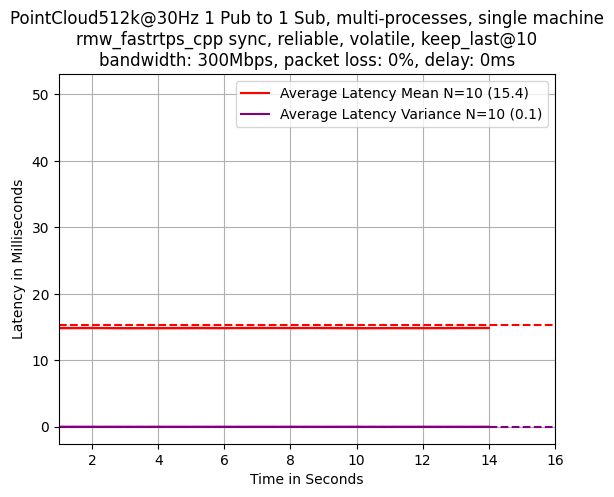 PointCloud512k@30Hz 1 Pub to 1 Sub, multi-processes, single machine
rmw_fastrtps_cpp sync, reliable, volatile, keep_last@10
bandwidth: 300Mbps, packet loss: 0%, delay: 0ms
Average Latency Mean N=10 (15.4)
Average Latency Variance N=10 (0.1)
Latency in Milliseconds
50
40
30
20
10
0
2
4
6
8
10
12
14
16
Time in Seconds